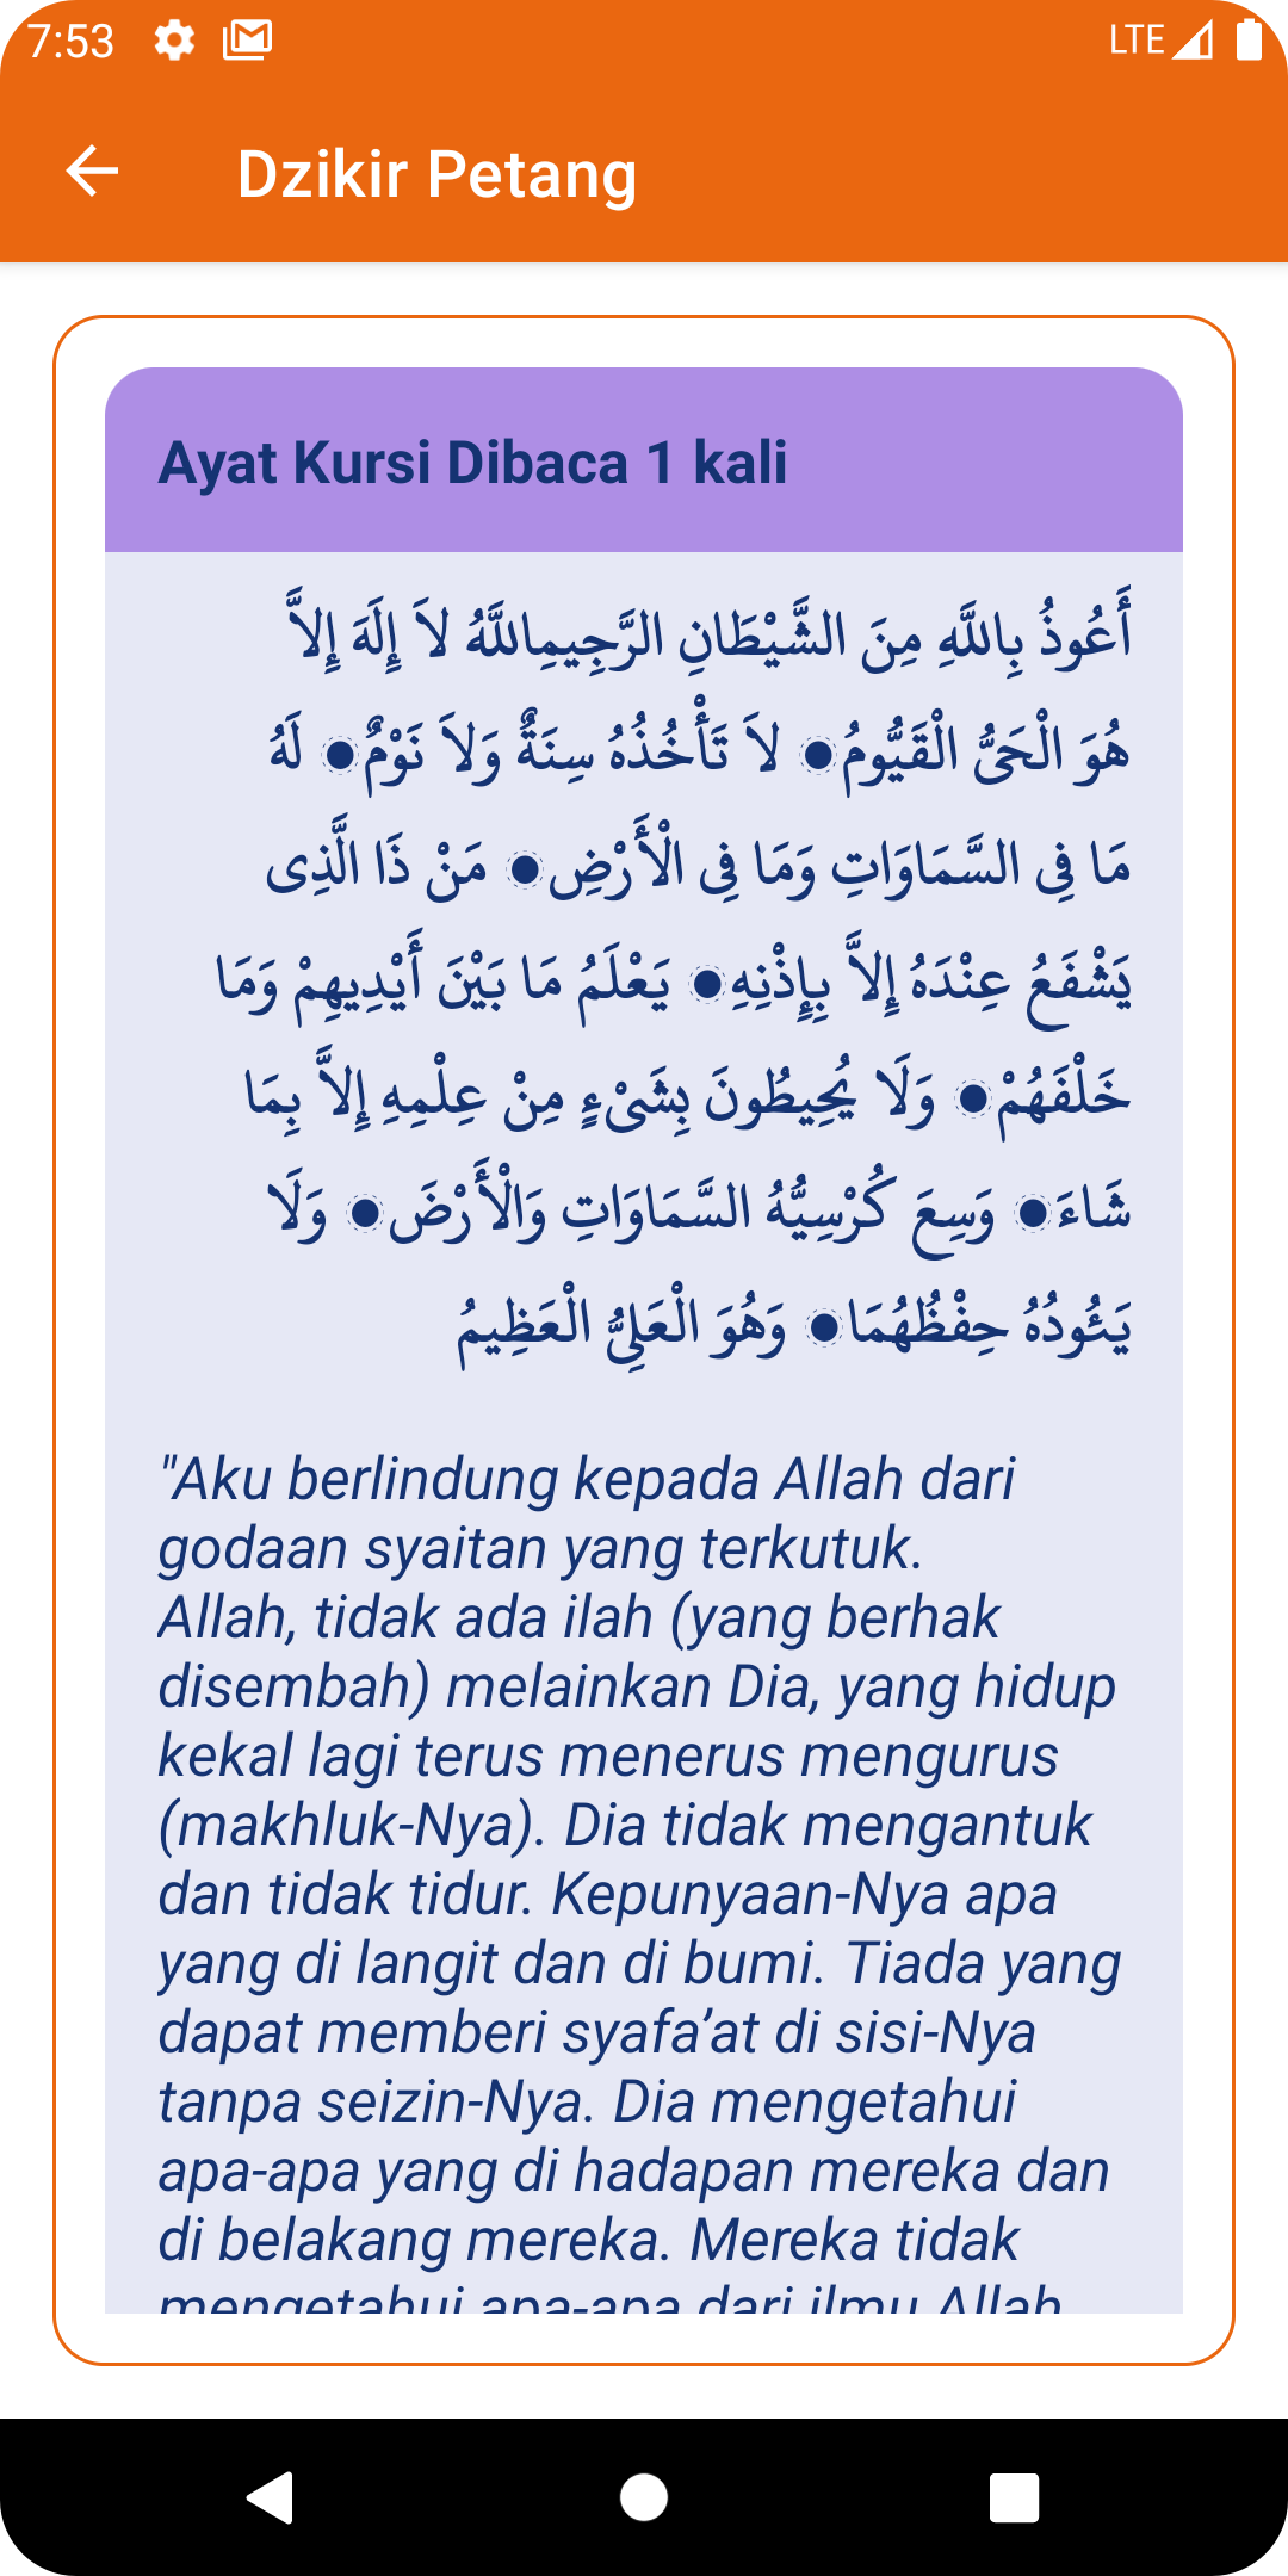 7:53
LTE
Dzikir Petang
Ayat Kursi Dibaca 1 kali
أَعُوذُ بِاللَّهِ مِنَ الشَّيْطَانِ الرَّجِيمِاللَّهُ لاَ إِلَهَ إِلاَّ
هُوَ الْحَىُّ الْقَيُّومُ● لاَ تَأْخُذُهُ سِنَةٌ وَلاَ نَوْمٌ● لَهُ
مَا فِى السَّمَاوَاتِ وَمَا فِى الْأَرْضِ● مَنْ ذَا الَّذِى
يَشْفَعُ عِنْدَهُ إِلاَّ بِإِذْنِهِ● يَعْلَمُ مَا بَيْنَ أَيْدِيهِمْ وَمَا
خَلْفَهُمْ● وَلَا يُحِيطُونَ بِشَىْءٍ مِنْ عِلْمِهِ إِلاَّ بِمَا
شَاءَ● وَسِعَ كُرْسِيُّهُ السَّمَاوَاتِ وَالْأَرْضَ● وَلَا
يَئُودُهُ حِفْظُهُمَا● وَهُوَ الْعَلِيُّ الْعَظِيمُ
"Aku berlindung kepada Allah dari
godaan syaitan yang terkutuk.
Allah, tidak ada ilah (yang berhak
disembah) melainkan Dia, yang hidup
kekal lagi terus menerus mengurus
(makhluk-Nya). Dia tidak mengantuk
dan tidak tidur. Kepunyaan-Nya apa
yang di langit dan di bumi. Tiada yang
dapat memberi syafa’at di sisi-Nya
tanpa seizin-Nya. Dia mengetahui
apa-apa yang di hadapan mereka dan
di belakang mereka. Mereka tidak
mengetahui apa-apa dari ilmu Allah